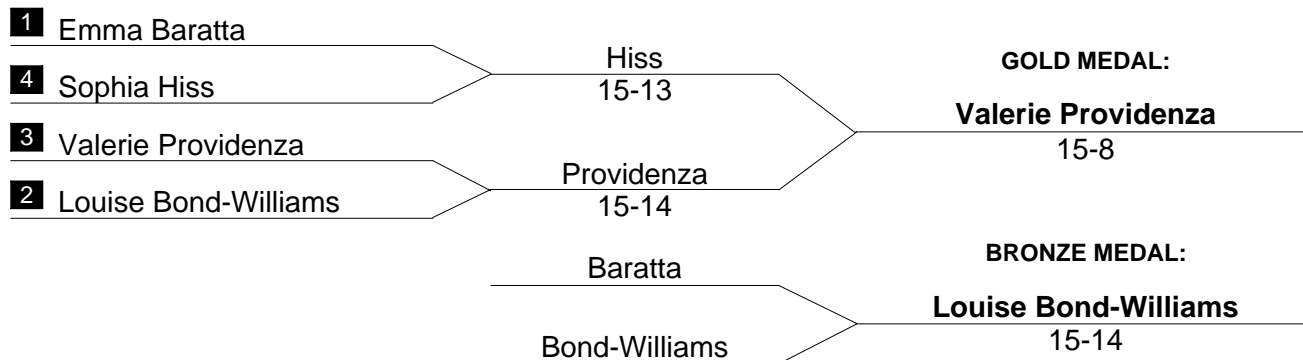 1 Emma Baratta
4 Sophia Hiss
3 Valerie Providenza
2 Louise Bond-Williams
Hiss
15-13
Providenza
15-14
GOLD MEDAL:
Valerie Providenza
15-8
Baratta
Bond-Williams
BRONZE MEDAL:
Louise Bond-Williams
15-14